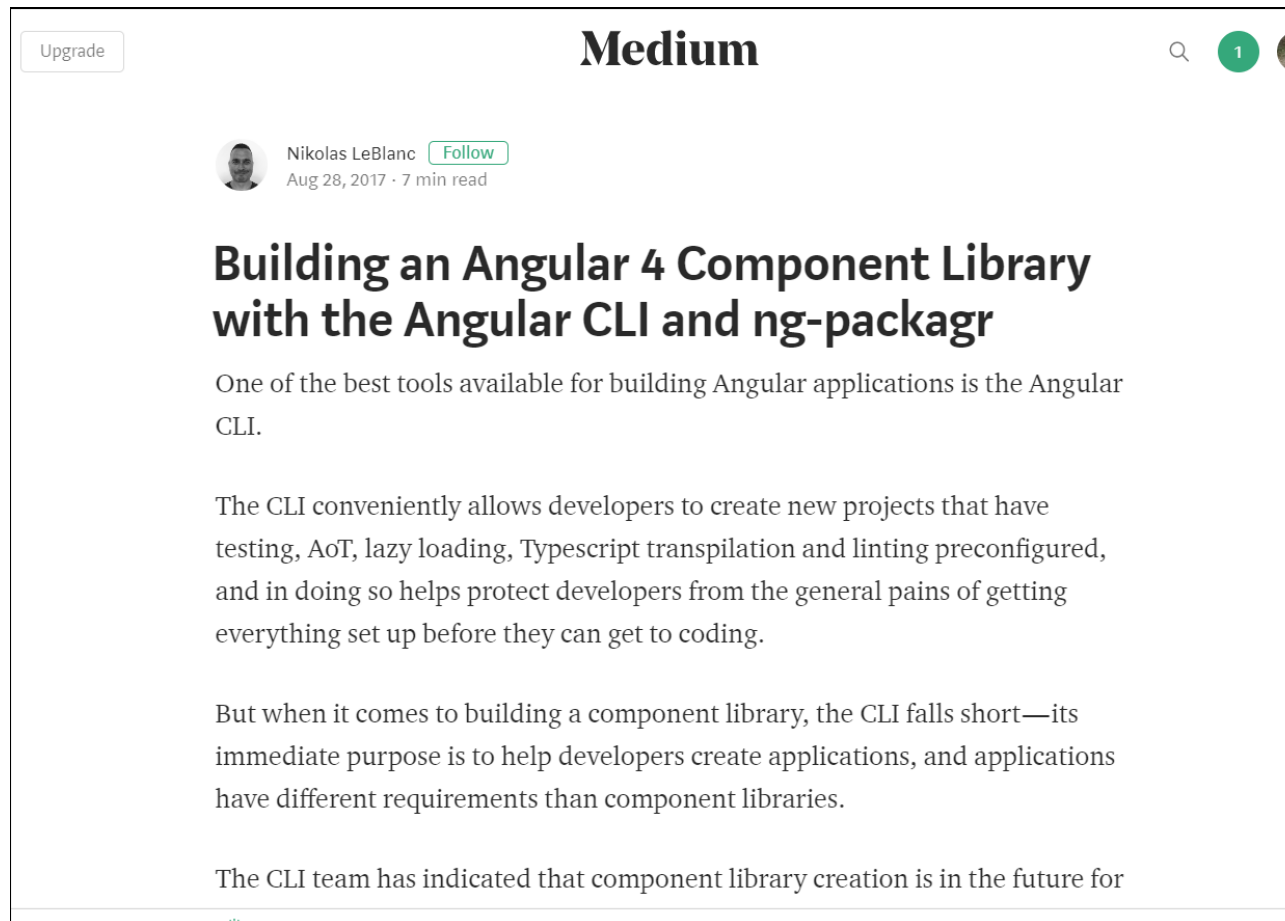 Upgrade
Medium
1
Nikolas LeBlanc Follow
Aug 28, 2017 · 7 min read
Building an Angular 4 Component Library
with the Angular CLI and ng-packagr
One of the best tools available for building Angular applications is the Angular
CLI.
The CLI conveniently allows developers to create new projects that have
testing, AoT, lazy loading, Typescript transpilation and linting preconfigured,
and in doing so helps protect developers from the general pains of getting
everything set up before they can get to coding.
But when it comes to building a component library, the CLI falls short—its
immediate purpose is to help developers create applications, and applications
have different requirements than component libraries.
The CLI team has indicated that component library creation is in the future for